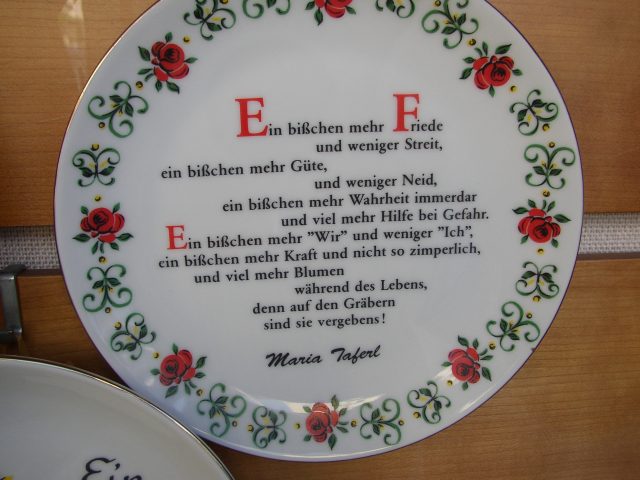 Ein bißchen mehr Friede
und weniger Streit,
ein bißchen mehr Güte,
und weniger Neid,
ein bißchen mehr Wahrheit immerdar
und viel mehr Hilfe bei Gefahr.
Ein bißchen mehr "Wir" und weniger "Ich",
ein bißchen mehr Kraft und nicht so zimperlich,
und viel mehr Blumen
während des Lebens,
denn auf den Gräbern
sind sie vergebens!
Maria Taferl
Ein